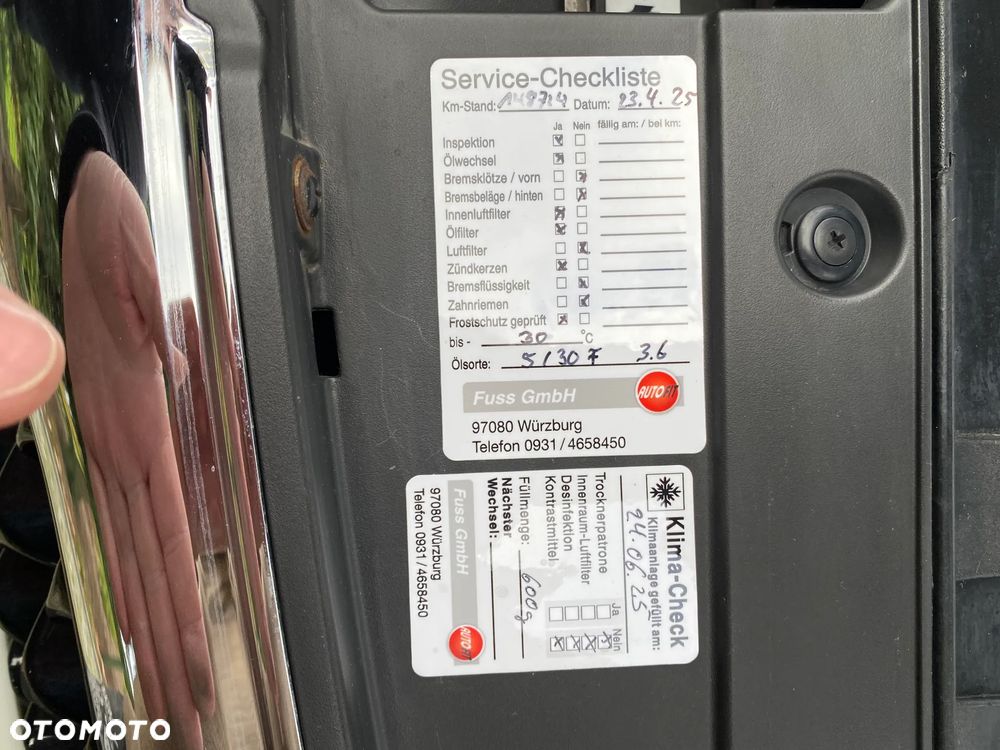 Service-Checkliste
Km-Stand: Datum: 23.4.25
Ja Nein fällig am: / bei km:
Inspektion
Ölwechsel
Bremsklötze / vorn
Bremsbeläge / hinten
Innenluftfilter
Ölfilter
Luftfilter
Zündkerzen
Bremsflüssigkeit
Zahnriemen
Frostschutz geprüft
bis - 30 °C
Ölsorte: 5/30 F 3.6
Fuss GmbH AUTOFIT
97080 Würzburg
Telefon 0931/4658450
Klima-Check
Klimaanlage gefüllt am:
24.06.25
Ja Nein
Trocknerpatrone
Innenraum-Luftfilter
Desinfektion
Kontrastmittel
Füllmenge: 600g
Nächster
Wechsel:
Fuss GmbH AUTOFIT
97080 Würzburg
Telefon 0931/4658450
OTOMOTO